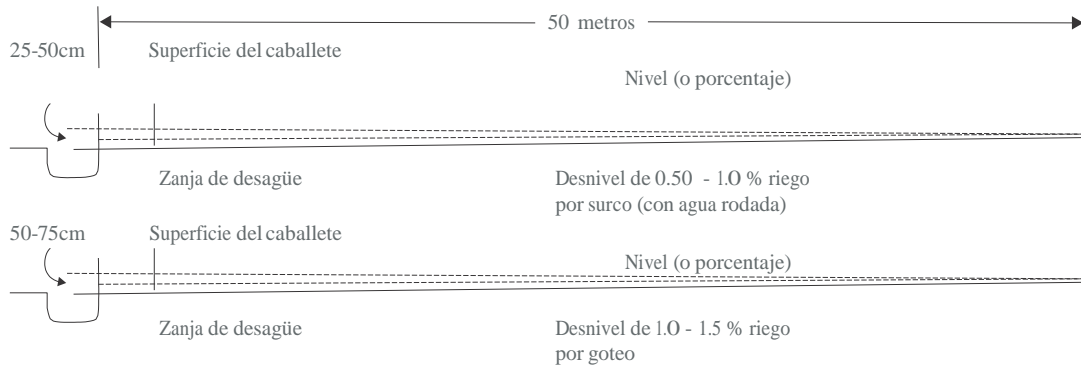 50 metros
25-50cm Superficie del caballete
Nivel (o porcentaje)
Zanja de desagüe Desnivel de 0.50 - 1.0 % riego
por surco (con agua rodada)
50-75cm Superficie del caballete
Nivel (o porcentaje)
Zanja de desagüe Desnivel de 1.0 - 1.5 % riego
por goteo